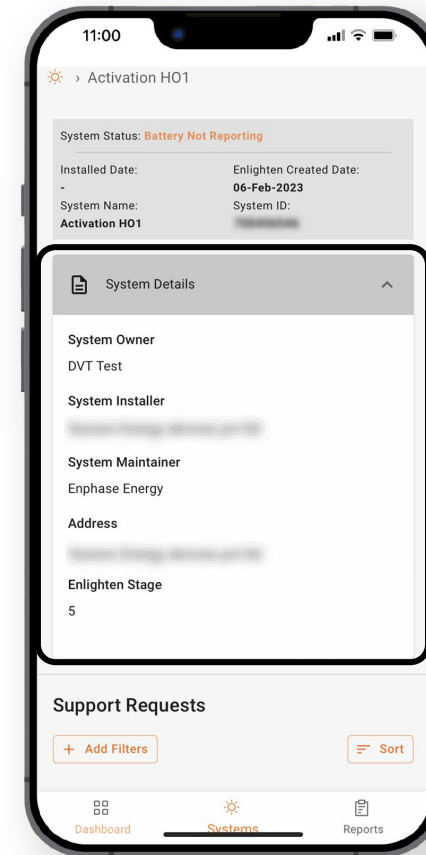 11:00
› Activation HO1
System Status: Battery Not Reporting
Installed Date: Enlighten Created Date:
- 06-Feb-2023
System Name: System ID:
Activation HO1
System Details
System Owner
DVT Test
System Installer
System Maintainer
Enphase Energy
Address
Enlighten Stage
5
Support Requests
+ Add Filters Sort
Dashboard Systems Reports